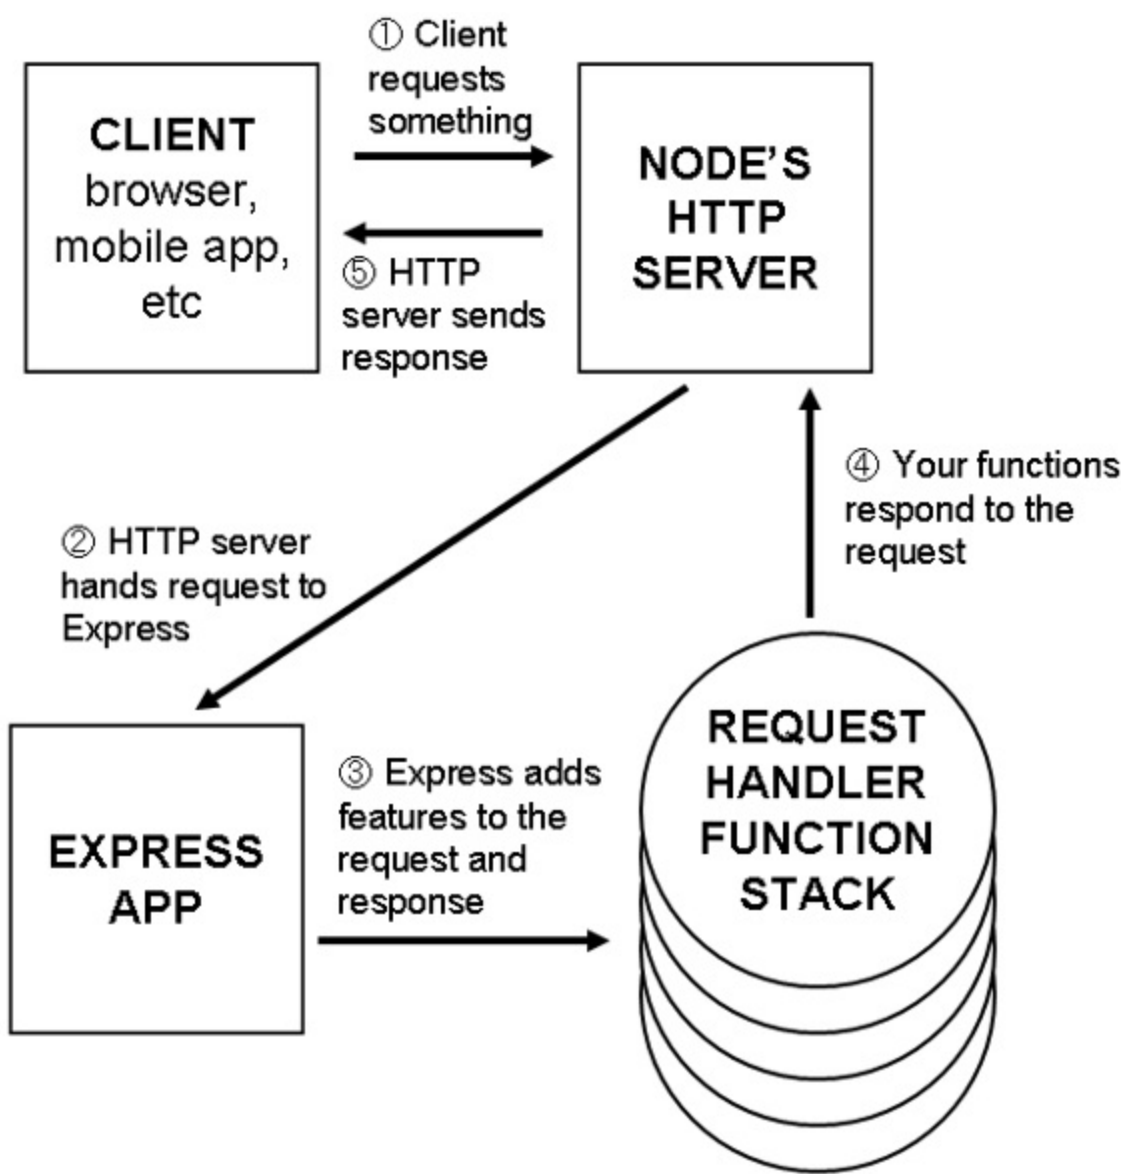 ① Client
requests
something
CLIENT
browser,
mobile app,
etc
NODE'S
HTTP
SERVER
⑤ HTTP
server sends
response
② HTTP server
hands request to
Express
④ Your functions
respond to the
request
EXPRESS
APP
③ Express adds
features to the
request and
response
REQUEST
HANDLER
FUNCTION
STACK